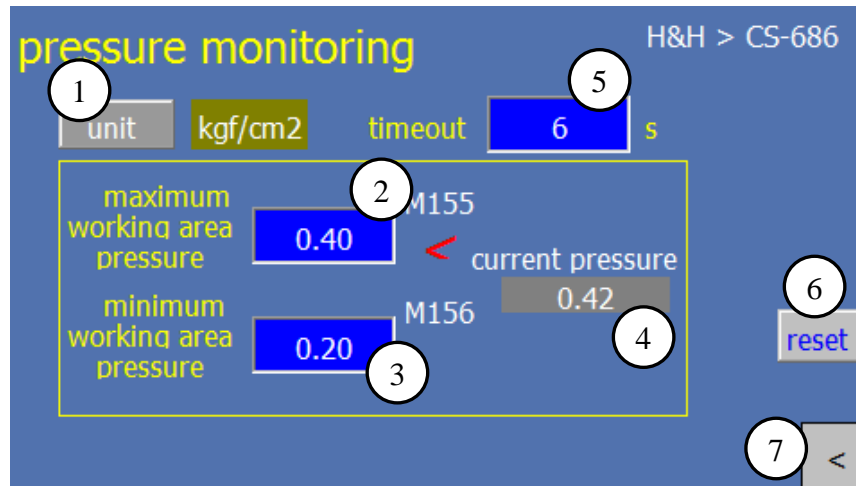 pressure monitoring
H&H > CS-686
1
5
unit
kgf/cm2
timeout
6
s
maximum
working area
pressure
0.40
2
M155
<
current pressure
0.42
4
minimum
working area
pressure
0.20
3
M156
6
reset
7
<